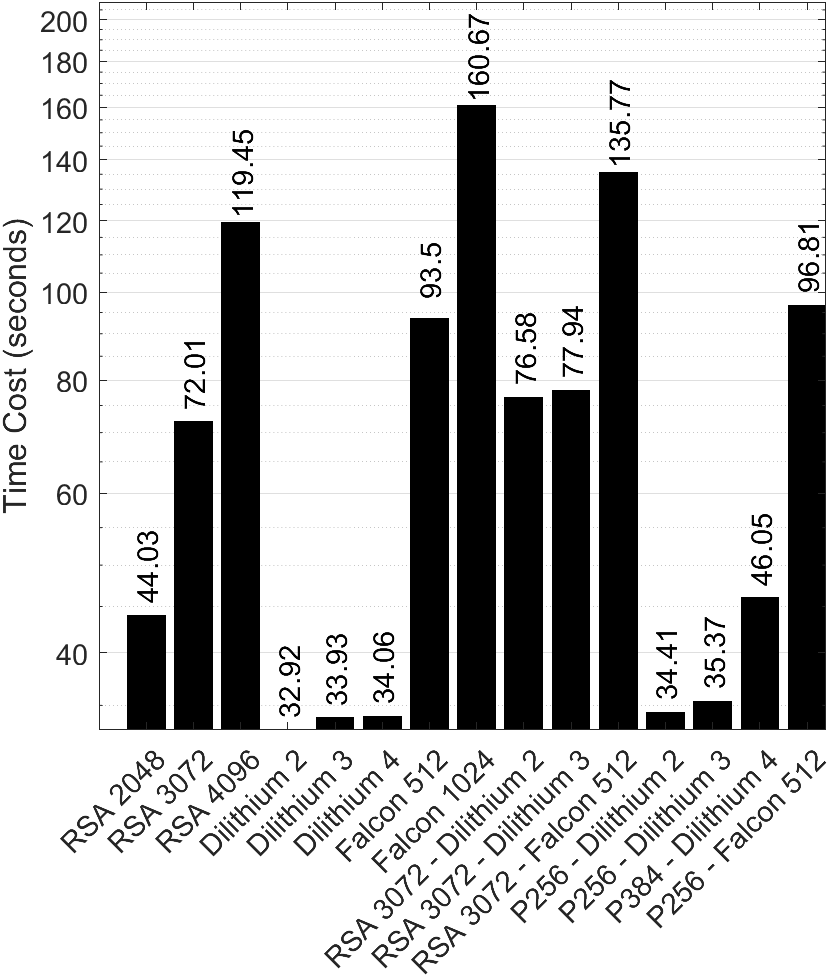 Time Cost (seconds)
200
180
160
140
120
100
80
60
40
44.03
72.01
119.45
32.92
33.93
34.06
93.5
160.67
76.58
77.94
135.77
34.41
35.37
46.05
96.81
RSA 2048
RSA 3072
RSA 4096
Dilithium 2
Dilithium 3
Dilithium 4
Falcon 512
Falcon 1024
RSA 3072 - Dilithium 2
RSA 3072 - Dilithium 3
RSA 3072 - Falcon 512
P256 - Dilithium 2
P256 - Dilithium 3
P384 - Dilithium 4
P256 - Falcon 512